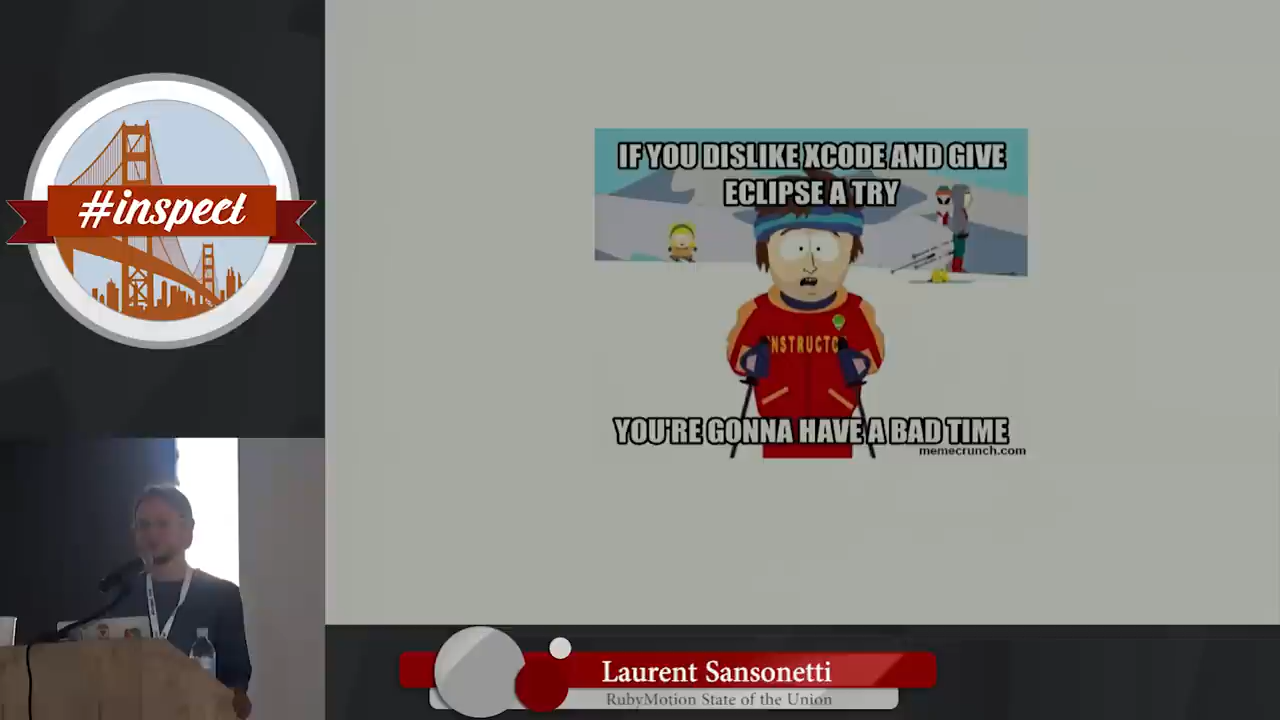 #inspect
IF YOU DISLIKE XCODE AND GIVE
ECLIPSE A TRY
INSTRUCTO
YOU'RE GONNA HAVE A BAD TIME
memecrunch.com
Laurent Sansonetti
RubyMotion State of the Union